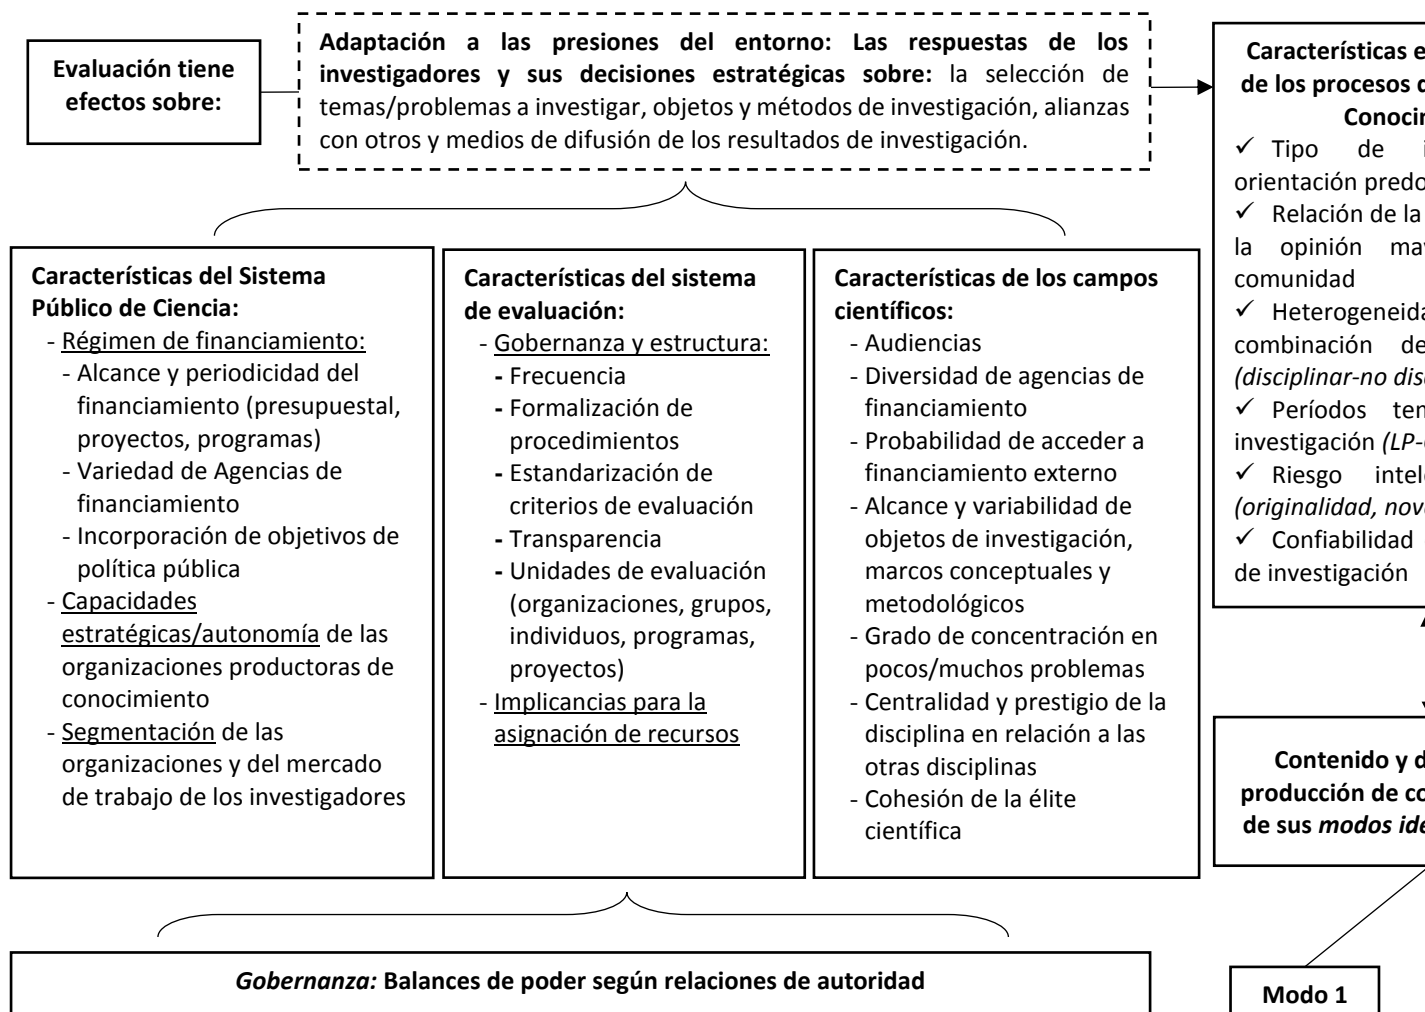 Evaluación tiene
efectos sobre:
Adaptación a las presiones del entorno: Las respuestas de los
investigadores y sus decisiones estratégicas sobre: la selección de
temas/problemas a investigar, objetos y métodos de investigación, alianzas
con otros y medios de difusión de los resultados de investigación.
Características del Sistema
Público de Ciencia:
- Régimen de financiamiento:
- Alcance y periodicidad del
financiamiento (presupuestal,
proyectos, programas)
- Variedad de Agencias de
financiamiento
- Incorporación de objetivos de
política pública
- Capacidades
estratégicas/autonomía de las
organizaciones productoras de
conocimiento
- Segmentación de las
organizaciones y del mercado
de trabajo de los investigadores
Características del sistema
de evaluación:
- Gobernanza y estructura:
- Frecuencia
- Formalización de
procedimientos
- Estandarización de
criterios de evaluación
- Transparencia
- Unidades de evaluación
(organizaciones, grupos,
individuos, programas,
proyectos)
- Implicancias para la
asignación de recursos
Características de los campos
científicos:
- Audiencias
- Diversidad de agencias de
financiamiento
- Probabilidad de acceder a
financiamiento externo
- Alcance y variabilidad de
objetos de investigación,
marcos conceptuales y
metodológicos
- Grado de concentración en
pocos/muchos problemas
- Centralidad y prestigio de la
disciplina en relación a las
otras disciplinas
- Cohesión de la élite
científica
Gobernanza: Balances de poder según relaciones de autoridad
Características e
de los procesos
Conoci
✓ Tipo de i
orientación predo
✓ Relación de la
la opinión ma
comunidad
✓ Heterogeneida
combinación de
(disciplinar-no dis
✓ Períodos te
investigación (LP-
✓ Riesgo intel
(originalidad, nov
✓ Confiabilidad
de investigación
Contenido y d
producción de co
de sus modos ide
Modo 1